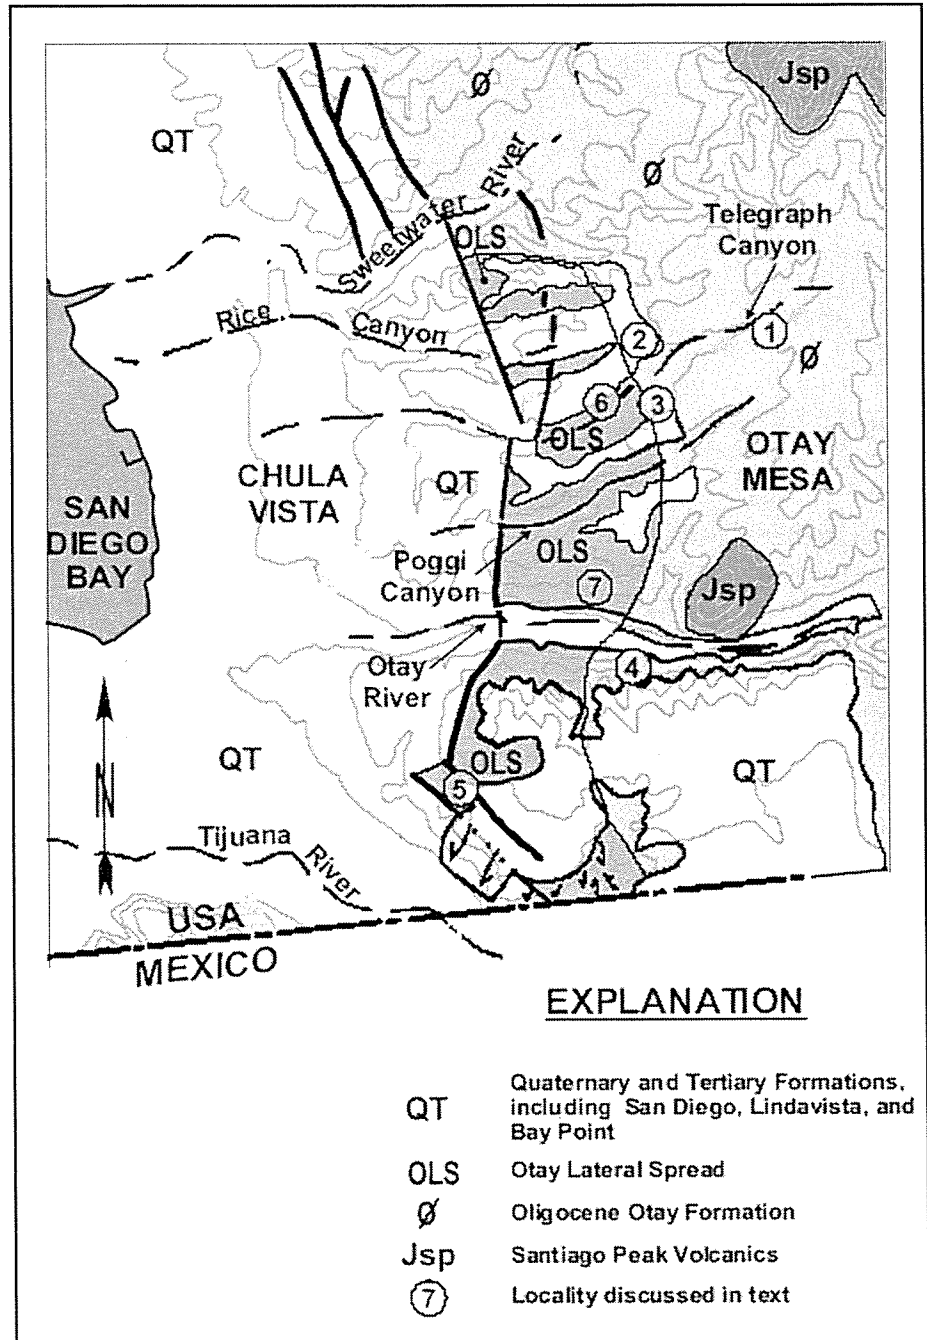 Jsp
Ø
QT
Ø
Sweetwater River
Telegraph
Canyon
OLS
Rice Canyon
2
1
Ø
6
3
OLS
OTAY
MESA
CHULA
VISTA
QT
SAN
DIEGO
BAY
OLS
Poggi
Canyon
7
Jsp
Otay
River
4
QT
OLS
QT
5
N
Tijuana River
USA
MEXICO
EXPLANATION
QT
Quaternary and Tertiary Formations,
including San Diego, Lindavista, and
Bay Point
OLS Otay Lateral Spread
Ø Oligocene Otay Formation
Jsp Santiago Peak Volcanics
7 Locality discussed in text